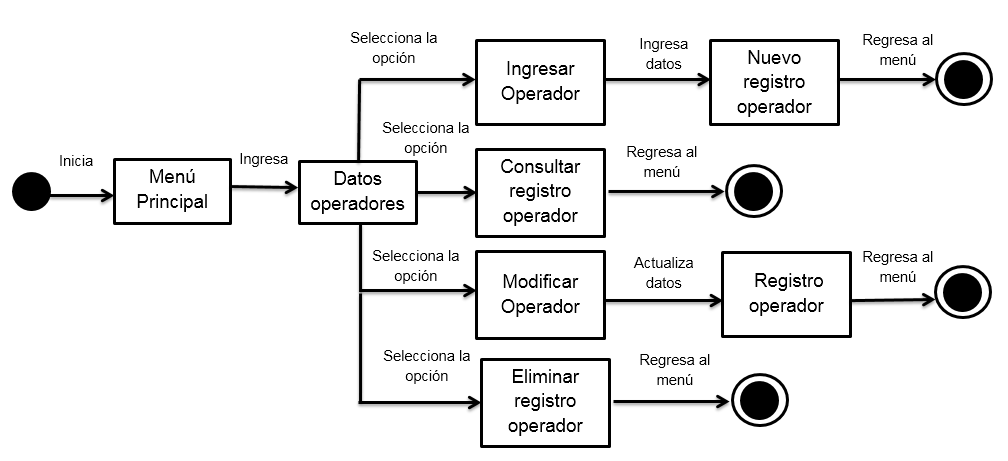 Inicia
Menú
Principal
Ingresa
Datos
operadores
Selecciona la
opción
Ingresar
Operador
Ingresa
datos
Nuevo
registro
operador
Regresa al
menú
Selecciona la
opción
Consultar
registro
operador
Regresa al
menú
Selecciona la
opción
Modificar
Operador
Actualiza
datos
Registro
operador
Regresa al
menú
Selecciona la
opción
Eliminar
registro
operador
Regresa al
menú